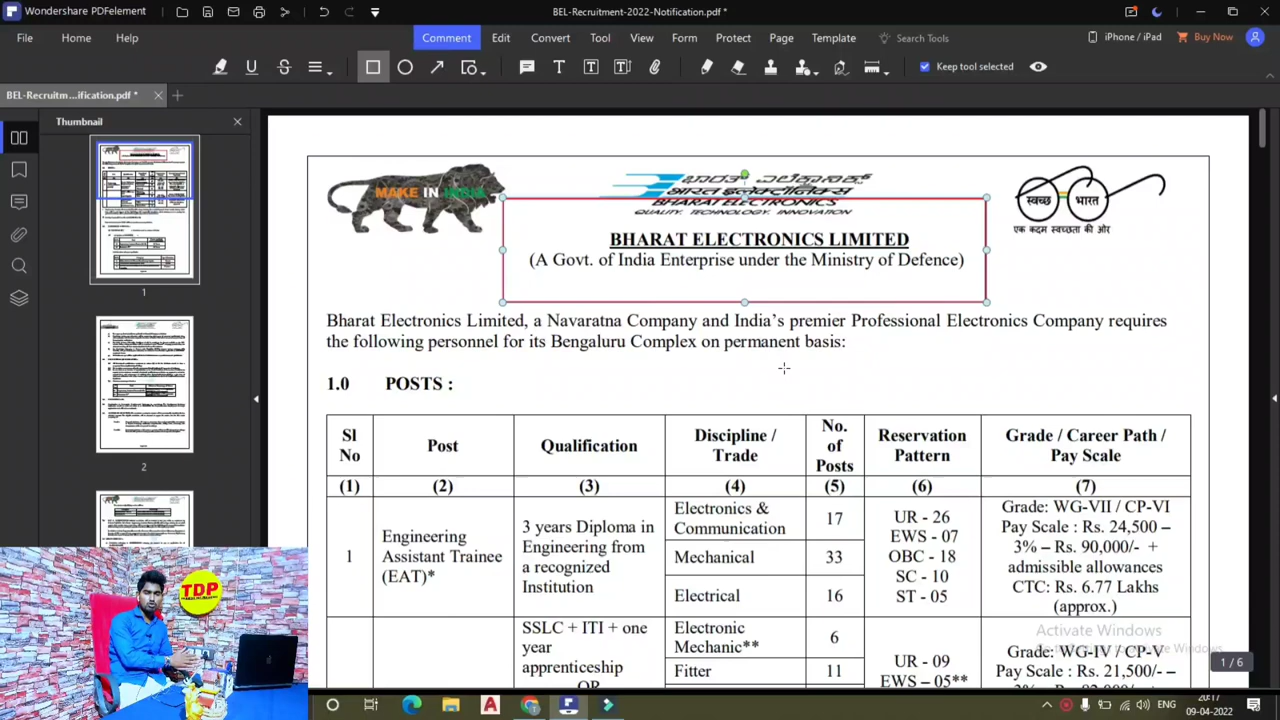 Wondershare PDFelement
BEL-Recruitment-2022-Notification.pdf *
File Home Help
Comment Edit Convert Tool View Form Protect Page Template Search Tools
iPhone / iPad Buy Now
Keep tool selected
BEL-Recruitm...ification.pdf *
Thumbnail
1
2
MAKE IN INDIA
BHARAT ELECTRONICS
QUALITY. TECHNOLOGY. INNOVATION
स्वच्छ भारत
एक कदम स्वच्छता की ओर
BHARAT ELECTRONICS LIMITED
(A Govt. of India Enterprise under the Ministry of Defence)
Bharat Electronics Limited, a Navaratna Company and India’s premier Professional Electronics Company requires
the following personnel for its Bengaluru Complex on permanent basis:
1.0 POSTS :
Sl No
Post
Qualification
Discipline / Trade
No. of Posts
Reservation Pattern
Grade / Career Path / Pay Scale
(1) (2) (3) (4) (5) (6) (7)
1
Engineering
Assistant Trainee
(EAT)*
3 years Diploma in
Engineering from
a recognized
Institution
Electronics &
Communication
17
Mechanical 33
Electrical 16
UR - 26
EWS - 07
OBC - 18
SC - 10
ST - 05
Grade: WG-VII / CP-VI
Pay Scale : Rs. 24,500 –
3% – Rs. 90,000/- +
admissible allowances
CTC: Rs. 6.77 Lakhs
(approx.)
SSLC + ITI + one
year
apprenticeship
OR
Electronic
Mechanic**
6
Fitter 11
UR - 09
EWS – 05**
Grade: WG-IV / CP-V
Pay Scale : Rs. 21,500/- –
Activate Windows
1 / 6
TDP
ENG
20:17
09-04-2022